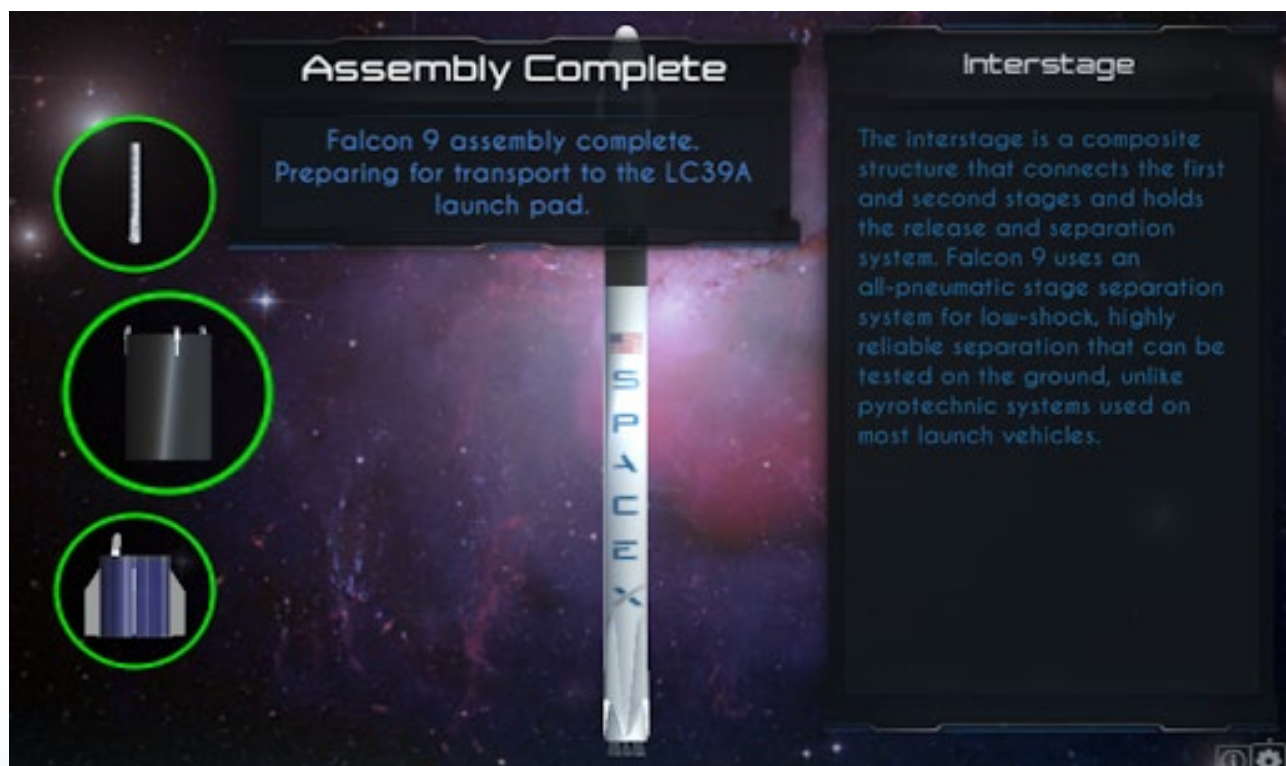 Assembly Complete
Falcon 9 assembly complete.
Preparing for transport to the LC39A
launch pad.
Interstage
The interstage is a composite
structure that connects the first
and second stages and holds
the release and separation
system. Falcon 9 uses an
all-pneumatic stage separation
system for low-shock, highly
reliable separation that can be
tested on the ground, unlike
pyrotechnic systems used on
most launch vehicles.
SPACEX